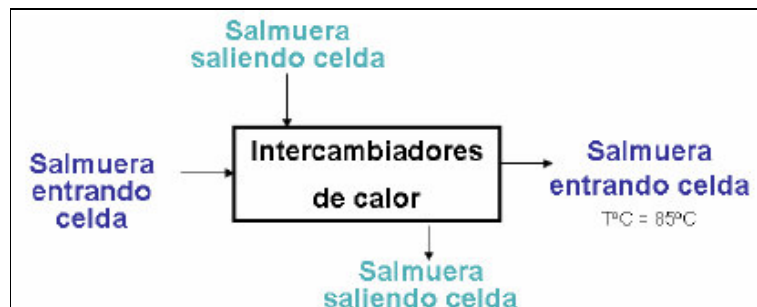 Salmuera
saliendo celda
Salmuera
entrando
celda
Intercambiadores
de calor
Salmuera
entrando celda
TºC = 85ºC
Salmuera
saliendo celda